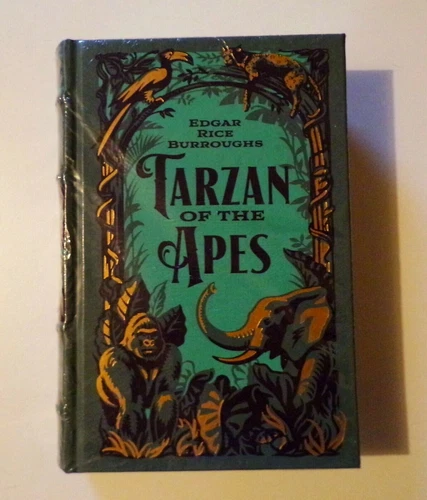 Edgar
Rice
Burroughs
Tarzan
of the
Apes